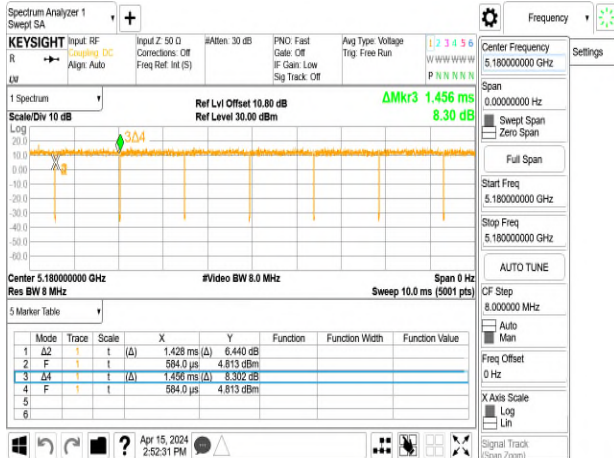 Spectrum Analyzer 1
Swept SA
+
Frequency
KEYSIGHT
Input: RF
Coupling: DC
Align: Auto
Input Z: 50 Ω
Corrections: Off
Freq Ref: Int (S)
#Atten: 30 dB
PNO: Fast
Gate: Off
IF Gain: Low
Sig Track: Off
Avg Type: Voltage
Trig: Free Run
1 2 3 4 5 6
W W W W W W
P N N N N N
R
Settings
Center Frequency
5.180000000 GHz
Span
0.00000000 Hz
Swept Span
Zero Span
Full Span
Start Freq
5.180000000 GHz
Stop Freq
5.180000000 GHz
AUTO TUNE
CF Step
8.000000 MHz
Auto
Man
Freq Offset
0 Hz
X Axis Scale
Log
Lin
Signal Track
(Span Zoom)
1 Spectrum
Scale/Div 10 dB
Ref Lvl Offset 10.80 dB
Ref Level 30.00 dBm
ΔMkr3 1.456 ms
8.30 dB
Log
20.0
10.0
0.00
-10.0
-20.0
-30.0
-40.0
-50.0
-60.0
3Δ4
Center 5.180000000 GHz
Res BW 8 MHz
#Video BW 8.0 MHz
Span 0 Hz
Sweep 10.0 ms (5001 pts)
5 Marker Table
Mode Trace Scale X Y Function Function Width Function Value
1 Δ2 1 t (Δ) 1.428 ms (Δ) 6.440 dB
2 F 1 t 584.0 µs 4.813 dBm
3 Δ4 1 t (Δ) 1.456 ms (Δ) 8.302 dB
4 F 1 t 584.0 µs 4.813 dBm
5
6
?
Apr 15, 2024
2:52:31 PM